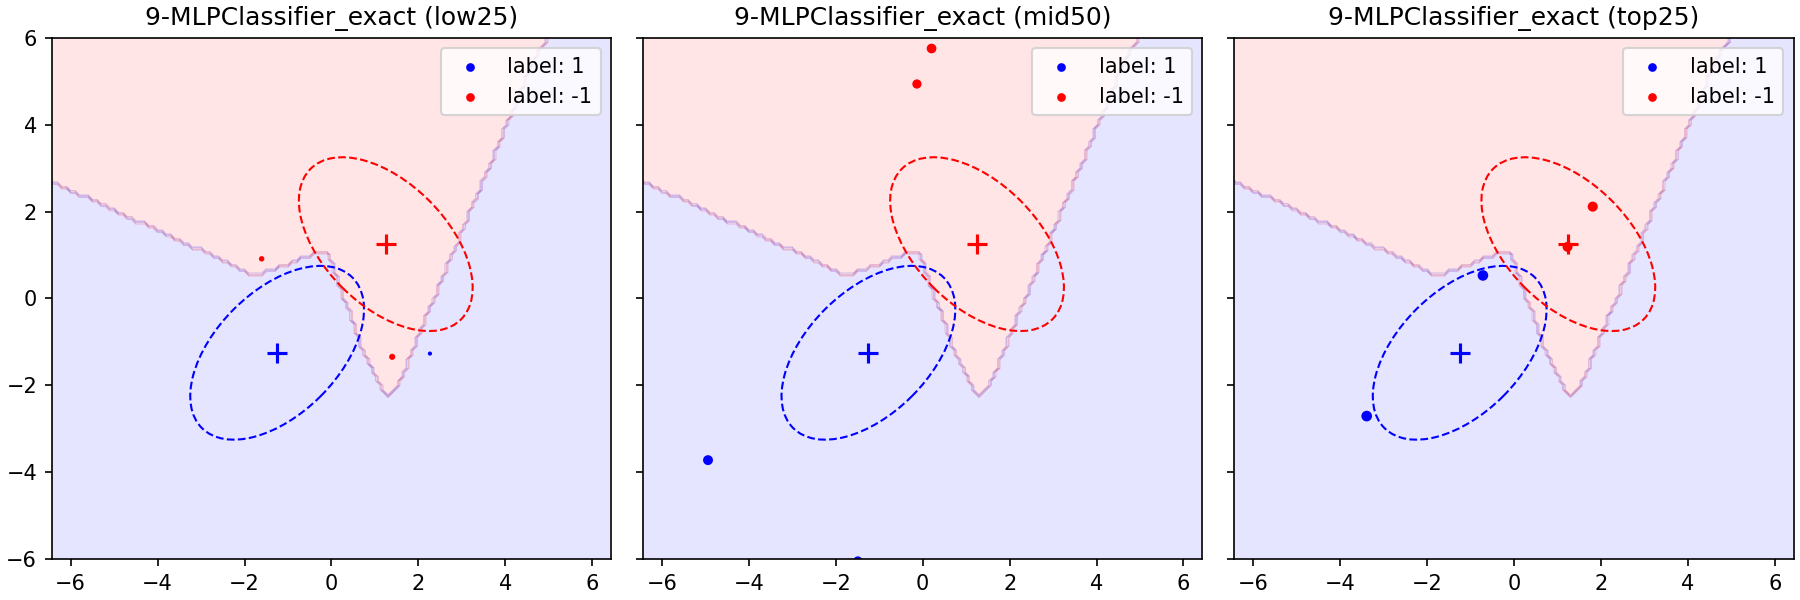 9-MLPClassifier_exact (low25)
9-MLPClassifier_exact (mid50)
9-MLPClassifier_exact (top25)
label: 1
label: -1
label: 1
label: -1
label: 1
label: -1
6
4
2
0
−2
−4
−6
−6 −4 −2 0 2 4 6
−6 −4 −2 0 2 4 6
−6 −4 −2 0 2 4 6